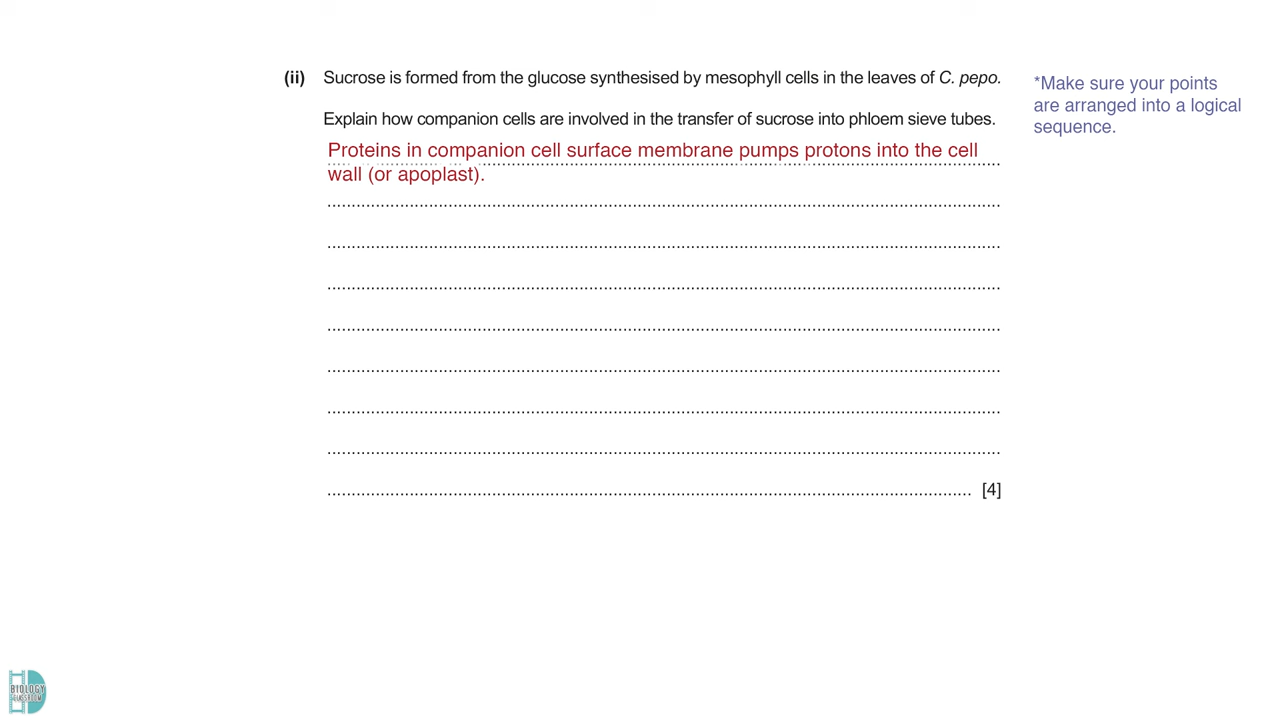 (ii) Sucrose is formed from the glucose synthesised by mesophyll cells in the leaves of C. pepo.
Explain how companion cells are involved in the transfer of sucrose into phloem sieve tubes.
Proteins in companion cell surface membrane pumps protons into the cell
wall (or apoplast).
[4]
*Make sure your points
are arranged into a logical
sequence.
BIOLOGY
CLASSROOM